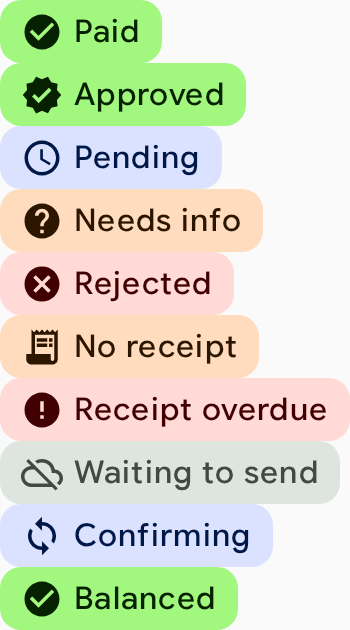 Paid
Approved
Pending
Needs info
Rejected
No receipt
Receipt overdue
Waiting to send
Confirming
Balanced